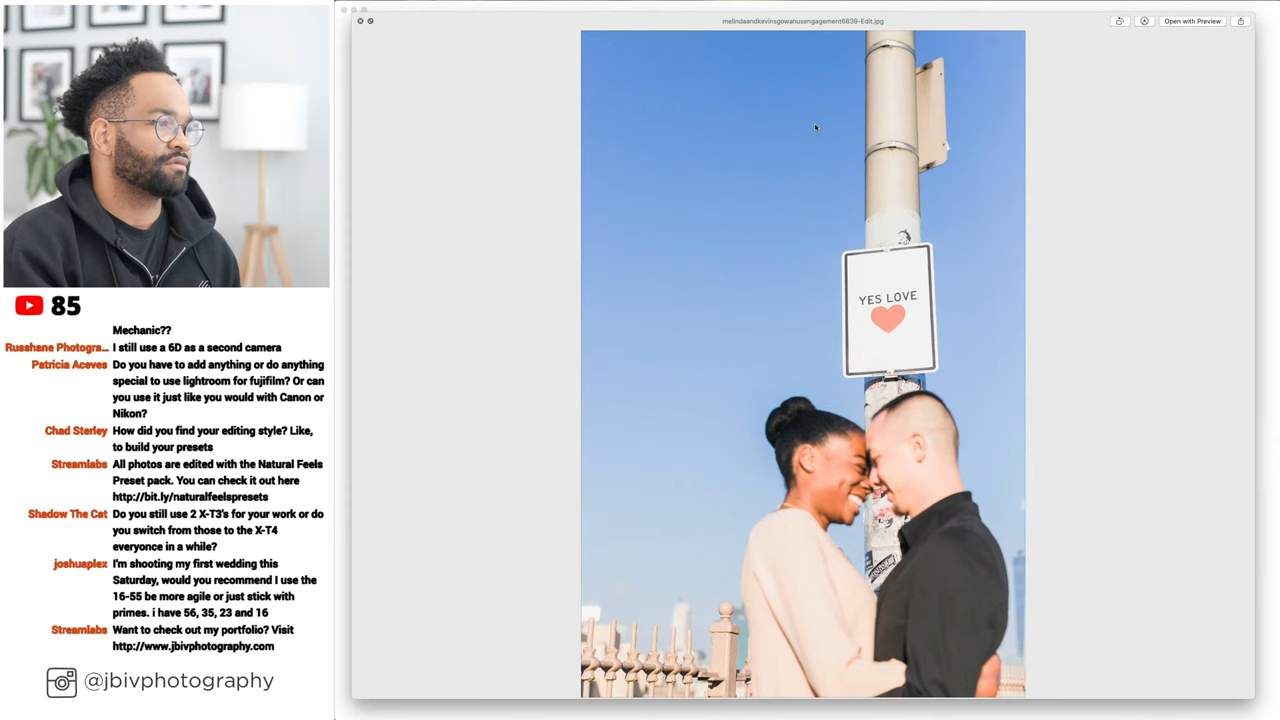 melindaandkevinsgowanusengagement6839-Edit.jpg
Open with Preview
YES LOVE
85
Mechanic??
Russhane Photogra... I still use a 6D as a second camera
Patricia Aceves Do you have to add anything or do anything
special to use lightroom for fujifilm? Or can
you use it just like you would with Canon or
Nikon?
Chad Sterley How did you find your editing style? Like,
to build your presets
Streamlabs All photos are edited with the Natural Feels
Preset pack. You can check it out here
http://bit.ly/naturalfeelspresets
Shadow The Cat Do you still use 2 X-T3's for your work or do
you switch from those to the X-T4
everyonce in a while?
joshuaplex I'm shooting my first wedding this
Saturday, would you recommend I use the
16-55 be more agile or just stick with
primes. i have 56, 35, 23 and 16
Streamlabs Want to check out my portfolio? Visit
http://www.jbivphotography.com
@jbivphotography